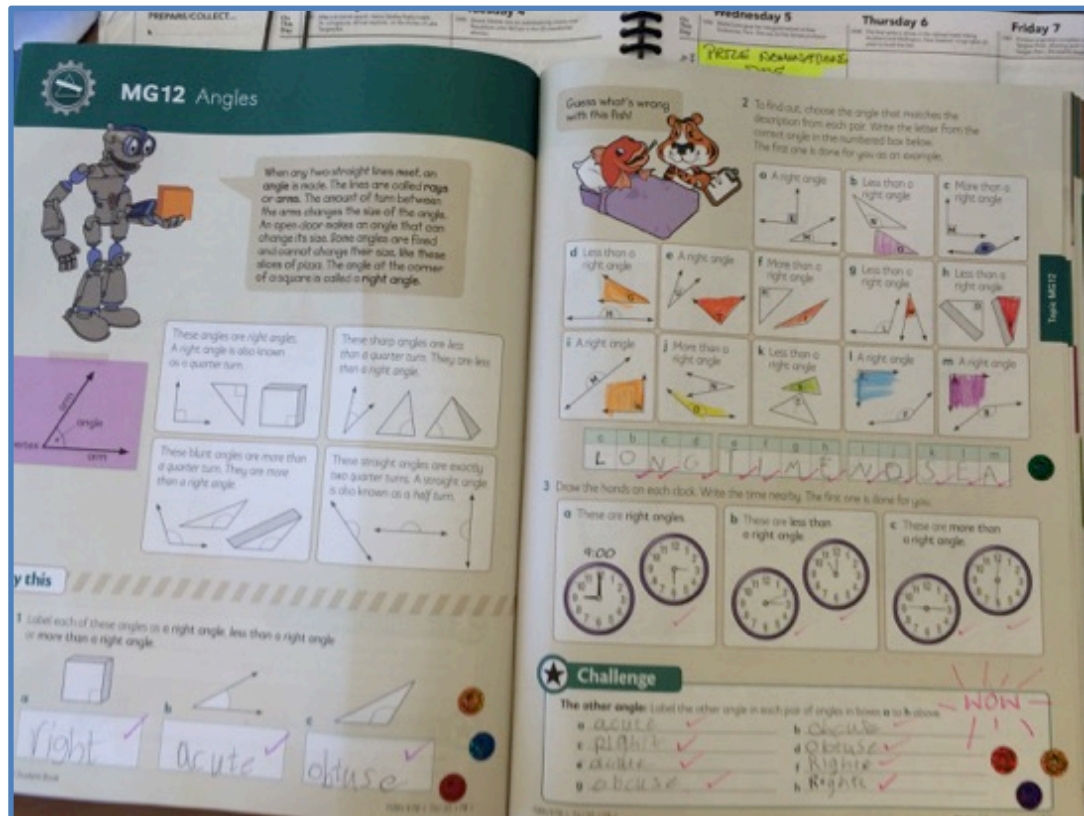 PREPARE/COLLECT...
Wednesday 5
Thursday 6
Friday 7
PRIZE NOMINATIONS
DUE
MG12 Angles
When any two straight lines meet, an
angle is made. The lines are called rays
or arms. The amount of turn between
the arms changes the size of the angle.
An open door makes an angle that can
change its size. Some angles are fixed
and cannot change their size, like these
slices of pizza. The angle at the corner
of a square is called a right angle.
arm
angle
vertex
arm
These angles are right angles.
A right angle is also known
as a quarter turn.
These sharp angles are less
than a quarter turn. They are less
than a right angle.
These blunt angles are more than
a quarter turn. They are more
than a right angle.
These straight angles are exactly
two quarter turns. A straight angle
is also known as a half turn.
y this
1 Label each of these angles as a right angle, less than a right angle
or more than a right angle.
a
b
c
right
acute
obtuse
Student Book
Guess what's wrong
with this fish!
2 To find out, choose the angle that matches the
description from each pair. Write the letter from the
correct angle in the numbered box below.
The first one is done for you as an example.
a A right angle
b Less than a
right angle
c More than a
right angle
d Less than a
right angle
e A right angle
f More than a
right angle
g Less than a
right angle
h Less than a
right angle
i A right angle
j More than a
right angle
k Less than a
right angle
l A right angle
m A right angle
Topic MG12
a b c d e f g h i j k l m
L O N G T I M E N O S E A
3 Draw the hands on each clock. Write the time nearby. The first one is done for you.
a These are right angles.
9:00
b These are less than
a right angle.
c These are more than
a right angle.
Challenge
WOW
The other angle: Label the other angle in each pair of angles in boxes a to h above.
a acute
b
c
d obtuse
e acute
f Righte
g obcuse
h Righte